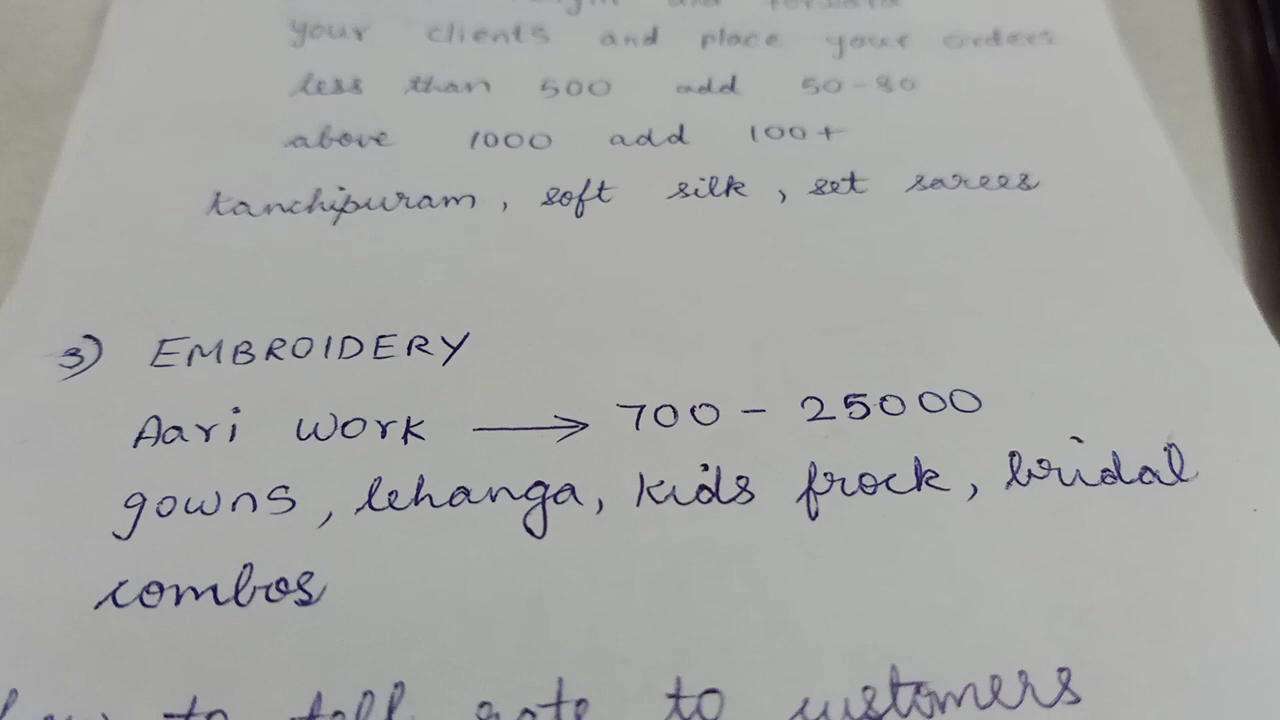 your clients and place your orders
less than 500 add 50-80
above 1000 add 100+
kanchipuram, soft silk, set sarees
3) EMBROIDERY
Aari work → 700 - 25000
gowns, lehanga, kids frock, bridal
combos
to customers